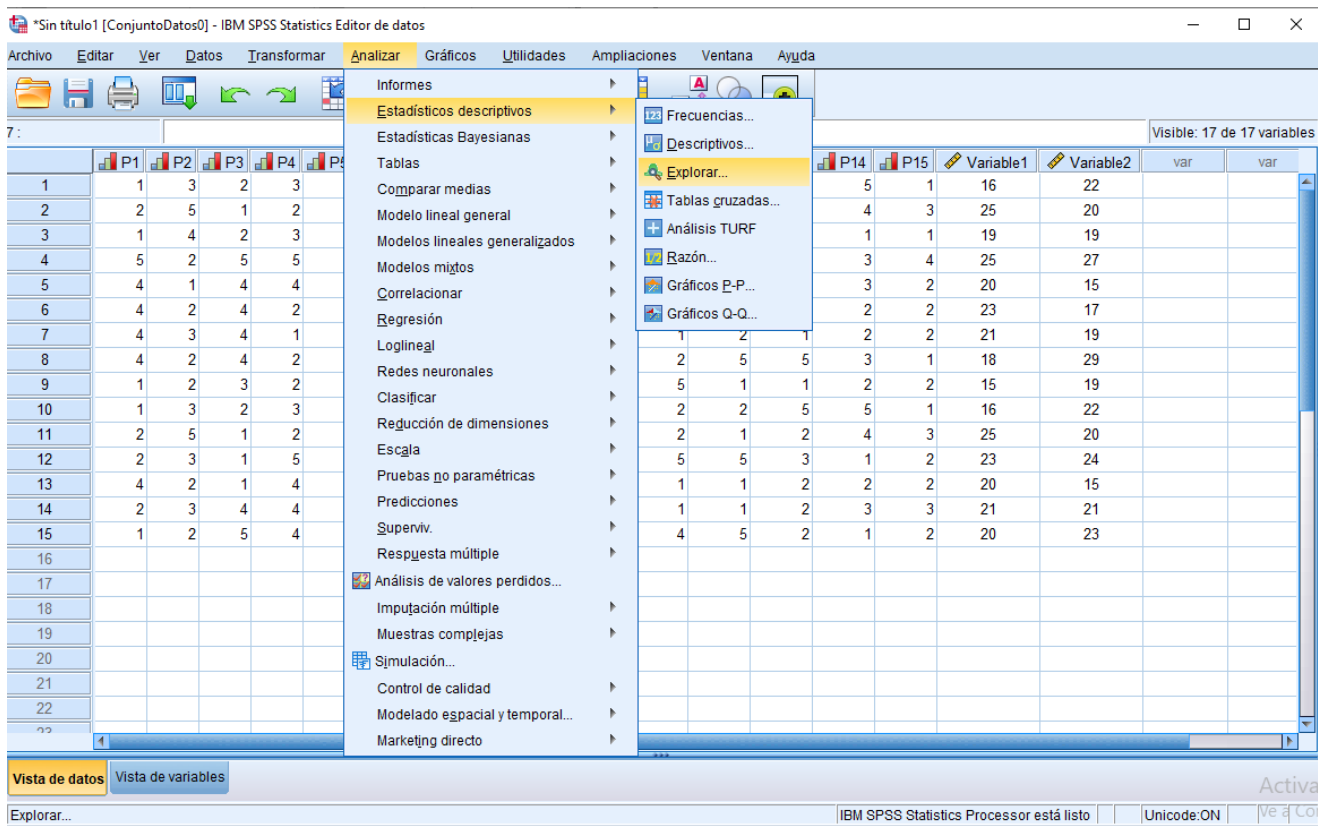 *Sin título1 [ConjuntoDatos0] - IBM SPSS Statistics Editor de datos
Archivo Editar Ver Datos Transformar Analizar Gráficos Utilidades Ampliaciones Ventana Ayuda
7 :
Visible: 17 de 17 variables
Informes
Estadísticos descriptivos
Estadísticas Bayesianas
Tablas
Comparar medias
Modelo lineal general
Modelos lineales generalizados
Modelos mixtos
Correlacionar
Regresión
Loglineal
Redes neuronales
Clasificar
Reducción de dimensiones
Escala
Pruebas no paramétricas
Predicciones
Superviv.
Respuesta múltiple
Análisis de valores perdidos...
Imputación múltiple
Muestras complejas
Simulación...
Control de calidad
Modelado espacial y temporal...
Marketing directo
123 Frecuencias...
Descriptivos...
Explorar...
Tablas cruzadas...
Análisis TURF
1/2 Razón...
Gráficos P-P...
Gráficos Q-Q...
P1 P2 P3 P4 P14 P15 Variable1 Variable2 var var
1 1 3 2 3 5 1 16 22
2 2 5 1 2 4 3 25 20
3 1 4 2 3 1 1 19 19
4 5 2 5 5 3 4 25 27
5 4 1 4 4 3 2 20 15
6 4 2 4 2 2 2 23 17
7 4 3 4 1 1 2 1 2 2 21 19
8 4 2 4 2 2 5 5 3 1 18 29
9 1 2 3 2 5 1 1 2 2 15 19
10 1 3 2 3 2 2 5 5 1 16 22
11 2 5 1 2 2 1 2 4 3 25 20
12 2 3 1 5 5 5 3 1 2 23 24
13 4 2 1 4 1 1 2 2 2 20 15
14 2 3 4 4 1 1 2 3 3 21 21
15 1 2 5 4 4 5 2 1 2 20 23
16
17
18
19
20
21
22
23
Vista de datos Vista de variables
Activa
Explorar... IBM SPSS Statistics Processor está listo Unicode:ON